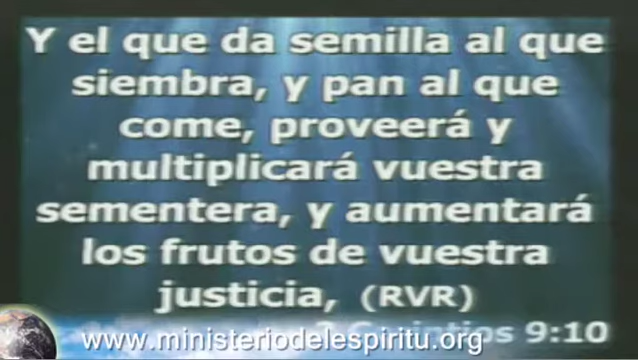 Y el que da semilla al que
siembra, y pan al que
come, proveerá y
multiplicará vuestra
sementera, y aumentará
los frutos de vuestra
justicia, (RVR)
9:10
www.ministeriodelespiritu.org